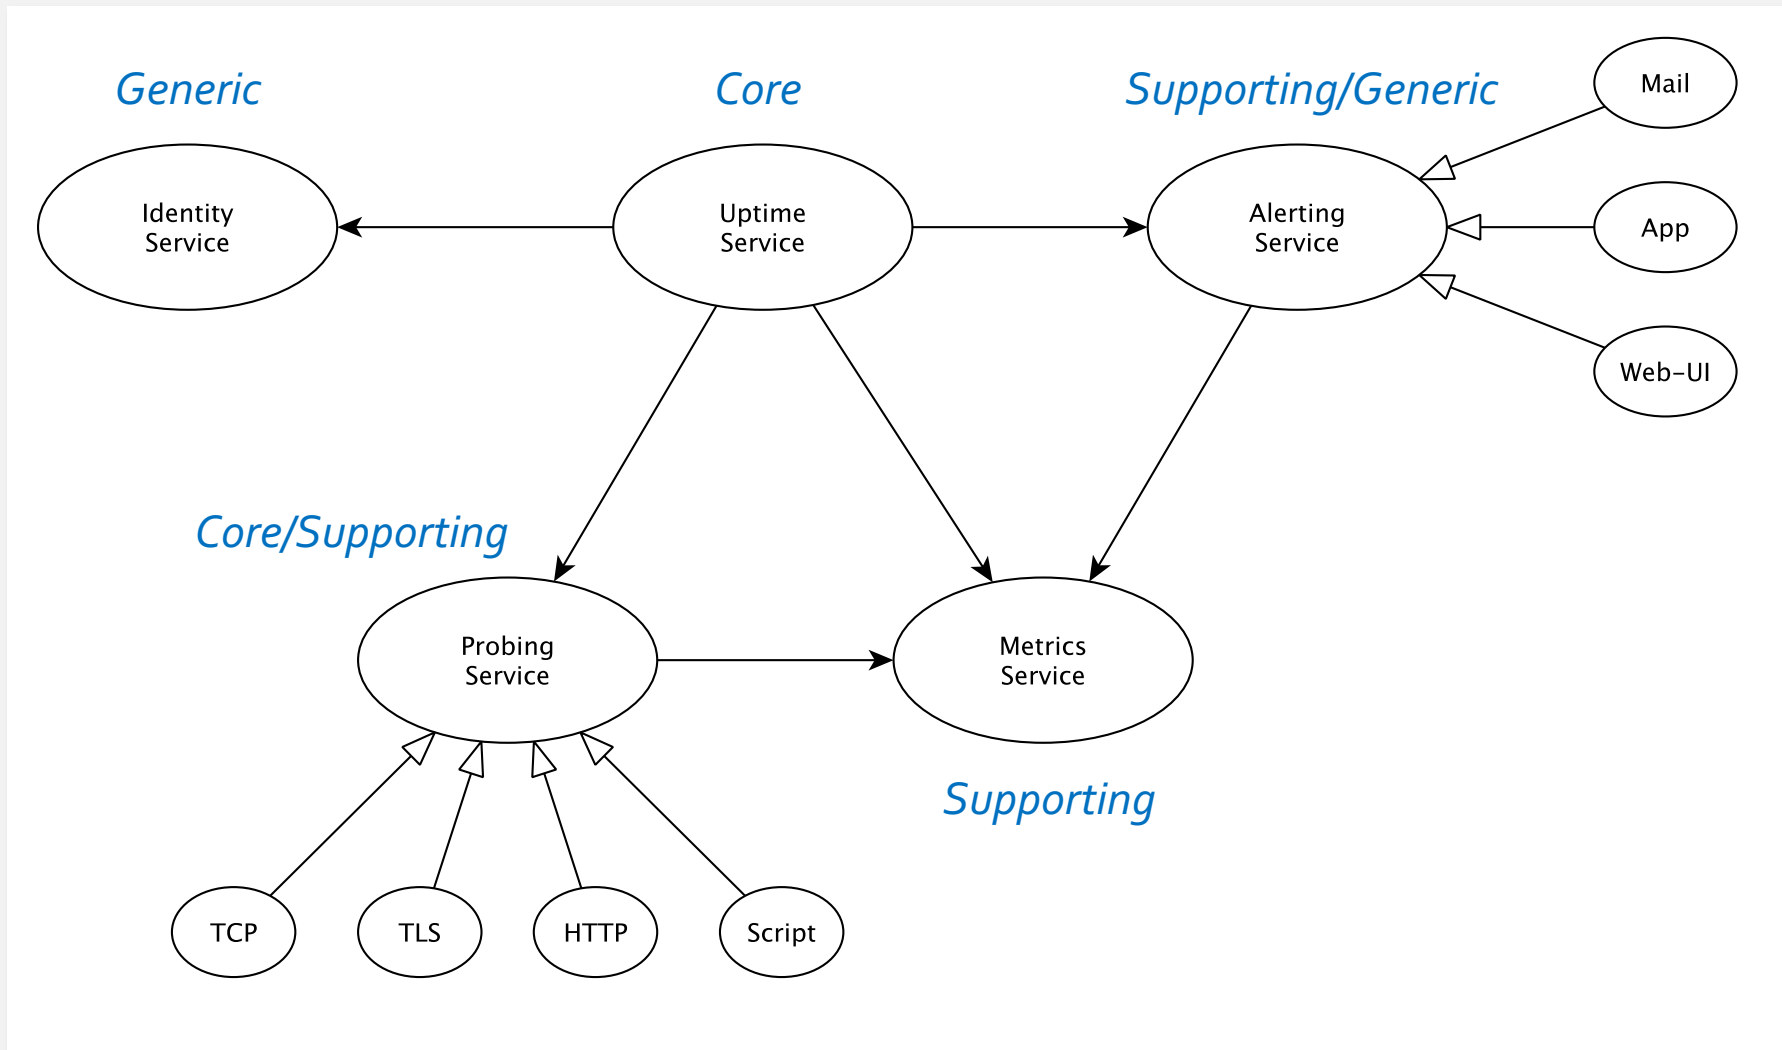 Generic
Core
Supporting/Generic
Mail
Identity
Service
Uptime
Service
Alerting
Service
App
Web-UI
Core/Supporting
Probing
Service
Metrics
Service
Supporting
TCP
TLS
HTTP
Script